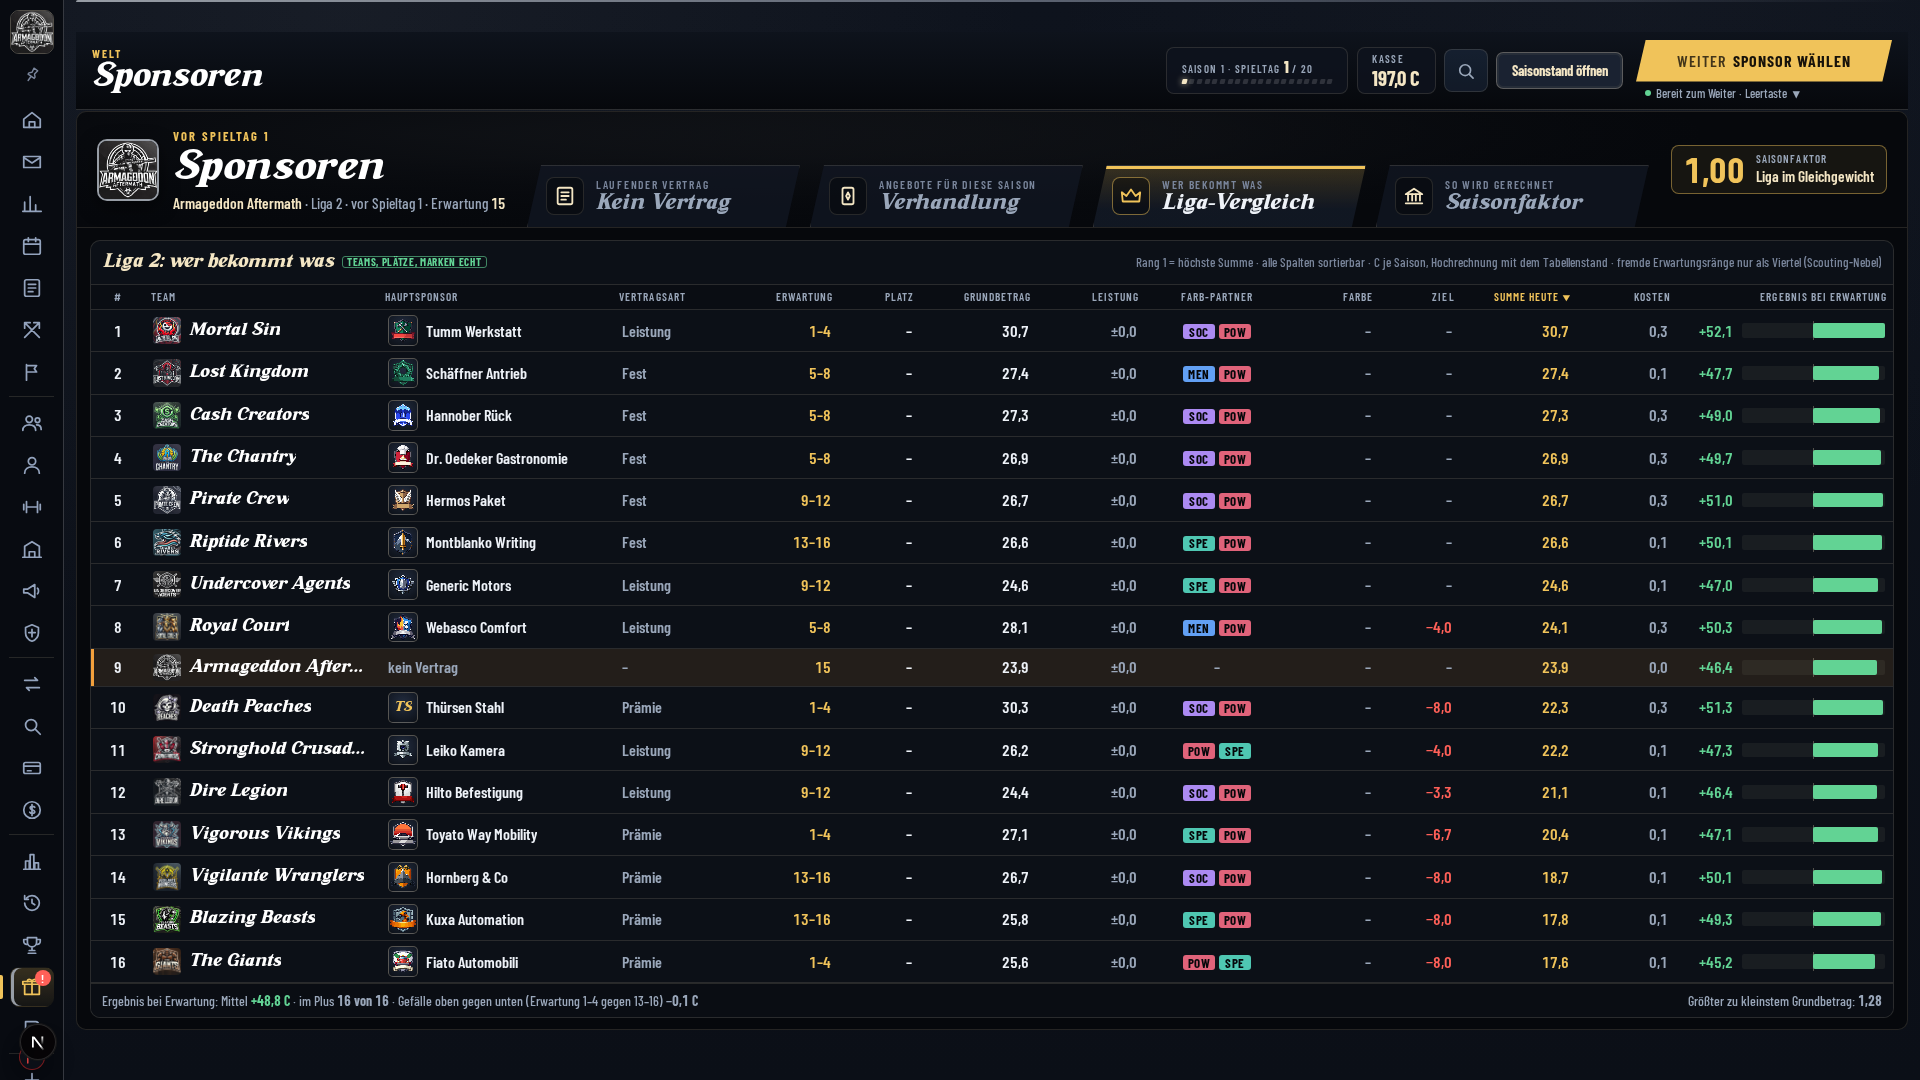 WELT
Sponsoren
SAISON 1 · SPIELTAG 1 / 20
KASSE
197,0 C
Saisonstand öffnen
WEITER SPONSOR WÄHLEN
Bereit zum Weiter · Leertaste ▼
VOR SPIELTAG 1
Sponsoren
Armageddon Aftermath · Liga 2 · vor Spieltag 1 · Erwartung 15
LAUFENDER VERTRAG
Kein Vertrag
ANGEBOTE FÜR DIESE SAISON
Verhandlung
WER BEKOMMT WAS
Liga-Vergleich
SO WIRD GERECHNET
Saisonfaktor
1,00 SAISONFAKTOR
Liga im Gleichgewicht
Liga 2: wer bekommt was TEAMS, PLÄTZE, MARKEN ECHT
Rang 1 = höchste Summe · alle Spalten sortierbar · C je Saison, Hochrechnung mit dem Tabellenstand · fremde Erwartungsränge nur als Viertel (Scouting-Nebel)
# TEAM HAUPTSPONSOR VERTRAGSART ERWARTUNG PLATZ GRUNDBETRAG LEISTUNG FARB-PARTNER FARBE ZIEL SUMME HEUTE ▼ KOSTEN ERGEBNIS BEI ERWARTUNG
1 Mortal Sin Tumm Werkstatt Leistung 1–4 – 30,7 ±0,0 SOC POW – – 30,7 0,3 +52,1
2 Lost Kingdom Schäffner Antrieb Fest 5–8 – 27,4 ±0,0 MEN POW – – 27,4 0,1 +47,7
3 Cash Creators Hannober Rück Fest 5–8 – 27,3 ±0,0 SOC POW – – 27,3 0,3 +49,0
4 The Chantry Dr. Oedeker Gastronomie Fest 5–8 – 26,9 ±0,0 SOC POW – – 26,9 0,3 +49,7
5 Pirate Crew Hermos Paket Fest 9–12 – 26,7 ±0,0 SOC POW – – 26,7 0,3 +51,0
6 Riptide Rivers Montblanko Writing Fest 13–16 – 26,6 ±0,0 SPE POW – – 26,6 0,1 +50,1
7 Undercover Agents Generic Motors Leistung 9–12 – 24,6 ±0,0 SPE POW – – 24,6 0,1 +47,0
8 Royal Court Webasco Comfort Leistung 5–8 – 28,1 ±0,0 MEN POW – −4,0 24,1 0,3 +50,3
9 Armageddon After... kein Vertrag – 15 – 23,9 ±0,0 – – – 23,9 0,0 +46,4
10 Death Peaches Thürsen Stahl Prämie 1–4 – 30,3 ±0,0 SOC POW – −8,0 22,3 0,3 +51,3
11 Stronghold Crusad... Leiko Kamera Leistung 9–12 – 26,2 ±0,0 POW SPE – −4,0 22,2 0,1 +47,3
12 Dire Legion Hilto Befestigung Leistung 9–12 – 24,4 ±0,0 SOC POW – −3,3 21,1 0,1 +46,4
13 Vigorous Vikings Toyato Way Mobility Prämie 1–4 – 27,1 ±0,0 SPE POW – −6,7 20,4 0,1 +47,1
14 Vigilante Wranglers Hornberg & Co Prämie 13–16 – 26,7 ±0,0 SOC POW – −8,0 18,7 0,1 +50,1
15 Blazing Beasts Kuxa Automation Prämie 13–16 – 25,8 ±0,0 SPE POW – −8,0 17,8 0,1 +49,3
16 The Giants Fiato Automobili Prämie 1–4 – 25,6 ±0,0 POW SPE – −8,0 17,6 0,1 +45,2
Ergebnis bei Erwartung: Mittel +48,8 C · im Plus 16 von 16 · Gefälle oben gegen unten (Erwartung 1–4 gegen 13–16) −0,1 C
Größter zu kleinstem Grundbetrag: 1,28